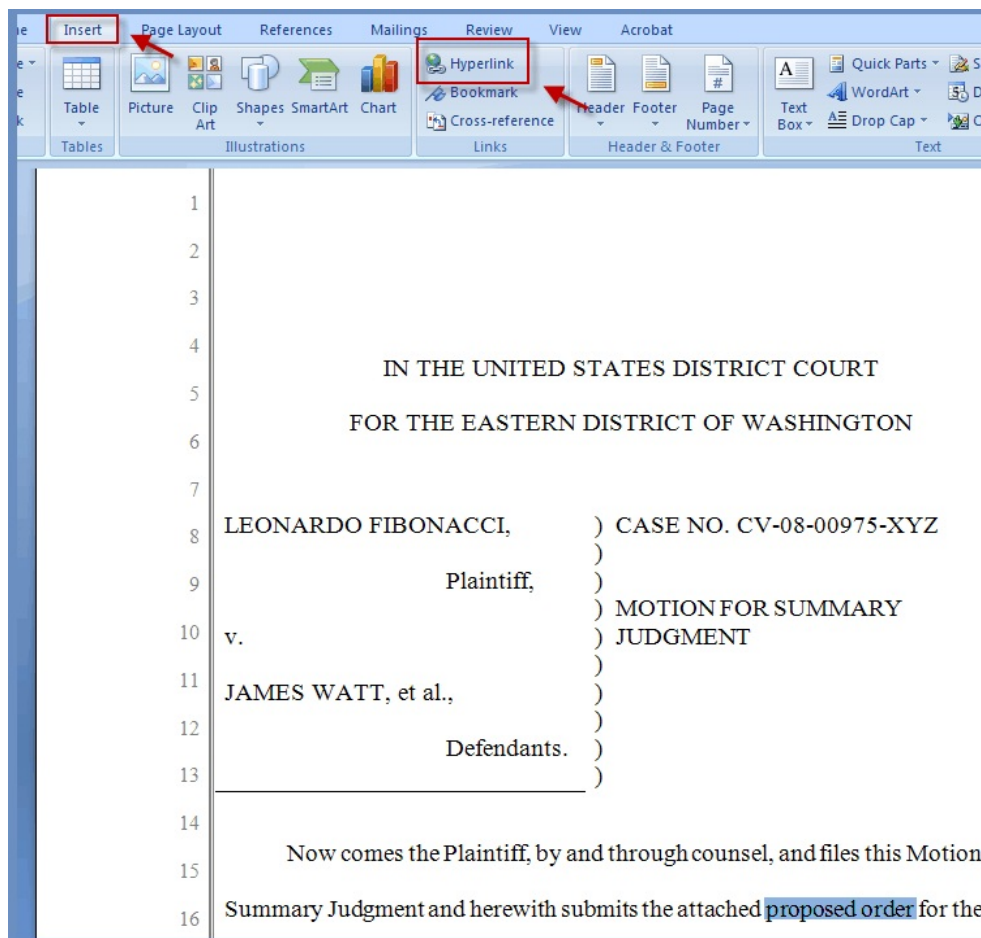 Insert Page Layout References Mailings Review View Acrobat
Table
Tables
Picture Clip Art Shapes SmartArt Chart
Illustrations
Hyperlink
Bookmark
Cross-reference
Links
Header Footer Page Number
Header & Footer
Text Box
Quick Parts
WordArt
Drop Cap
Text
1
2
3
4
IN THE UNITED STATES DISTRICT COURT
5
FOR THE EASTERN DISTRICT OF WASHINGTON
6
7
8 LEONARDO FIBONACCI, ) CASE NO. CV-08-00975-XYZ
)
9 Plaintiff, )
) MOTION FOR SUMMARY
10 v. ) JUDGMENT
)
11 JAMES WATT, et al., )
)
12 Defendants. )
13 )
14
15 Now comes the Plaintiff, by and through counsel, and files this Motion
16 Summary Judgment and herewith submits the attached proposed order for the